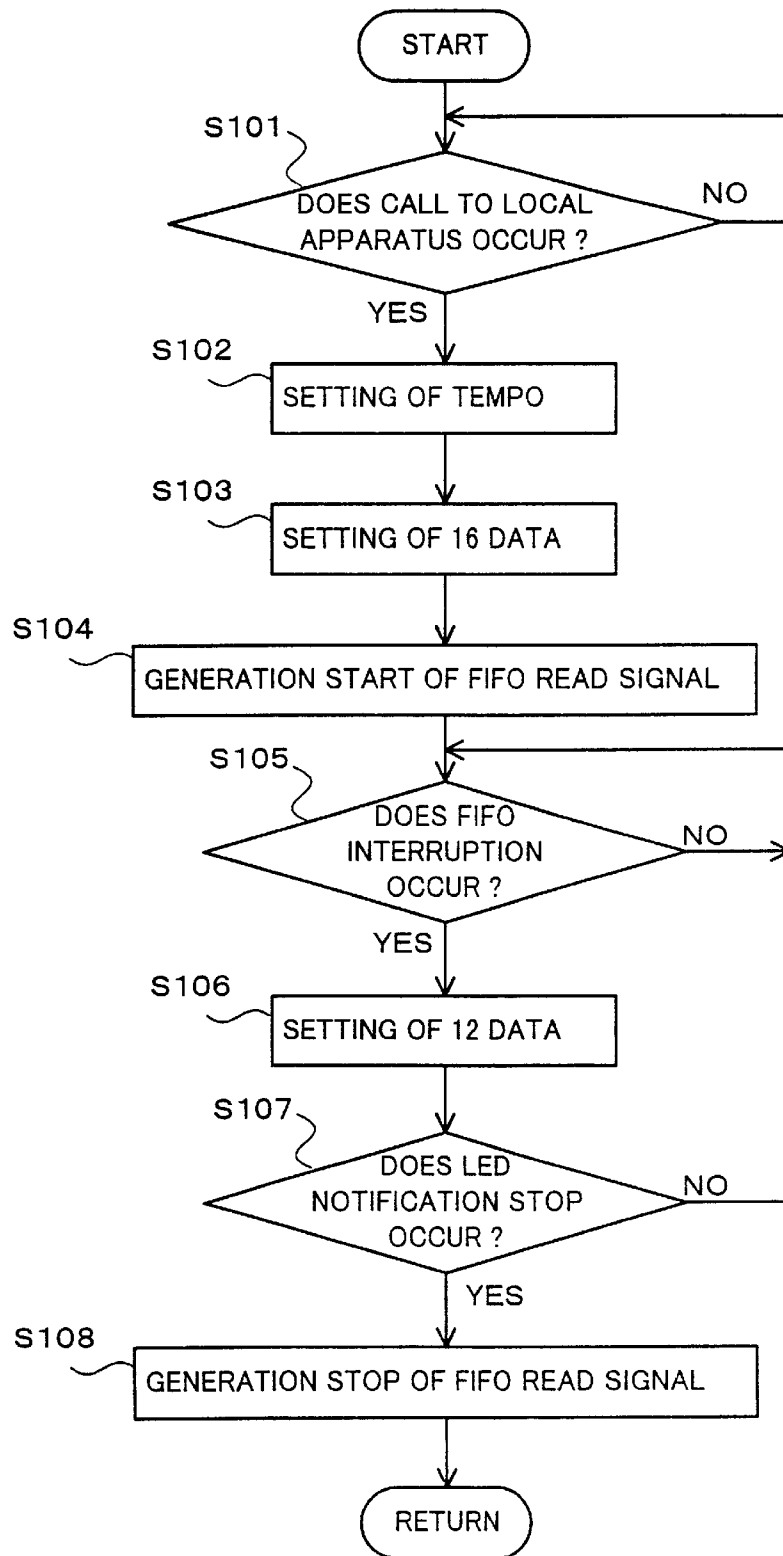 START
S101
DOES CALL TO LOCAL
APPARATUS OCCUR ?
NO
YES
S102
SETTING OF TEMPO
S103
SETTING OF 16 DATA
S104
GENERATION START OF FIFO READ SIGNAL
S105
DOES FIFO
INTERRUPTION
OCCUR ?
NO
YES
S106
SETTING OF 12 DATA
S107
DOES LED
NOTIFICATION STOP
OCCUR ?
NO
YES
S108
GENERATION STOP OF FIFO READ SIGNAL
RETURN